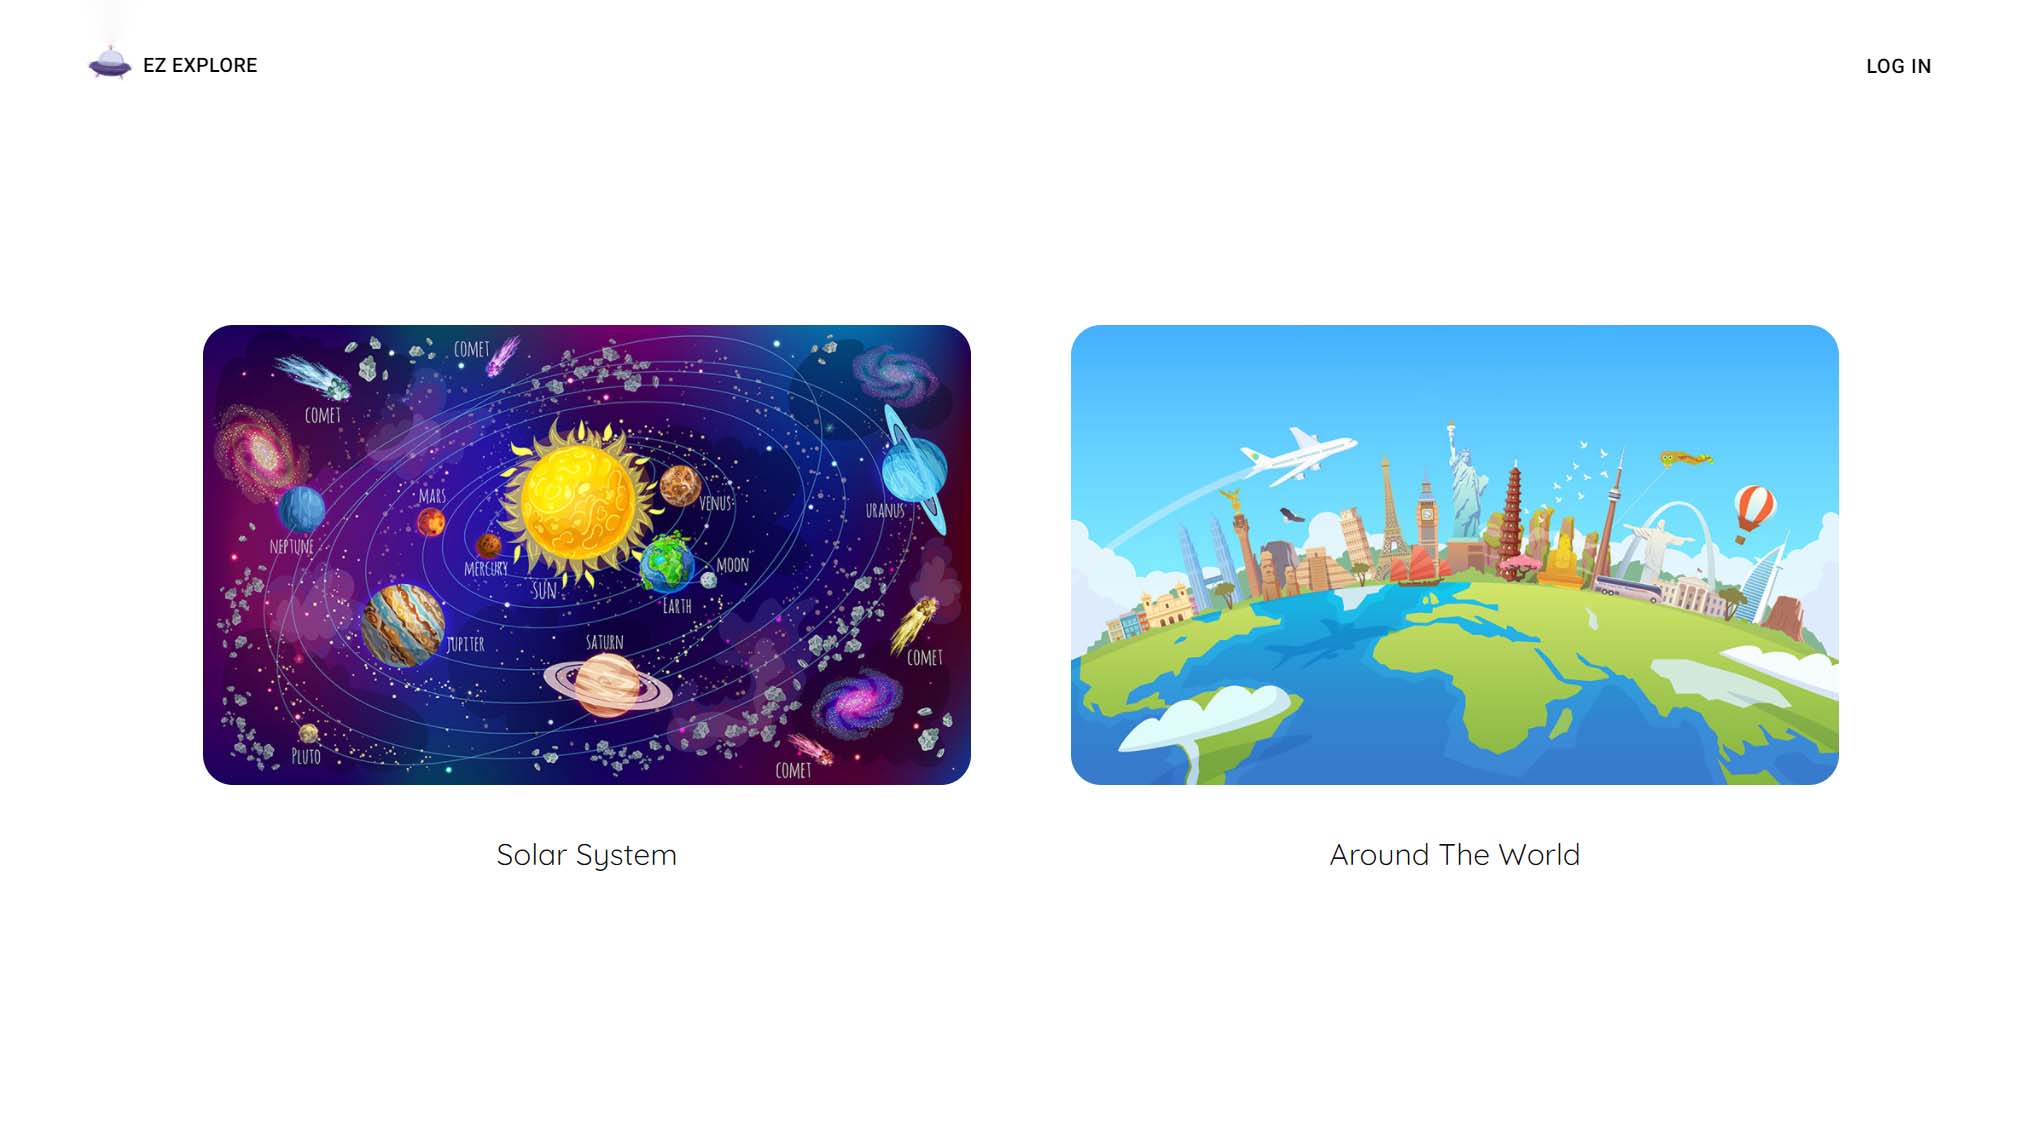 EZ EXPLORE
LOG IN
COMET
COMET
MARS
VENUS
URANUS
NEPTUNE
MERCURY
MOON
SUN
EARTH
JUPITER
SATURN
COMET
PLUTO
COMET
Solar System
Around The World